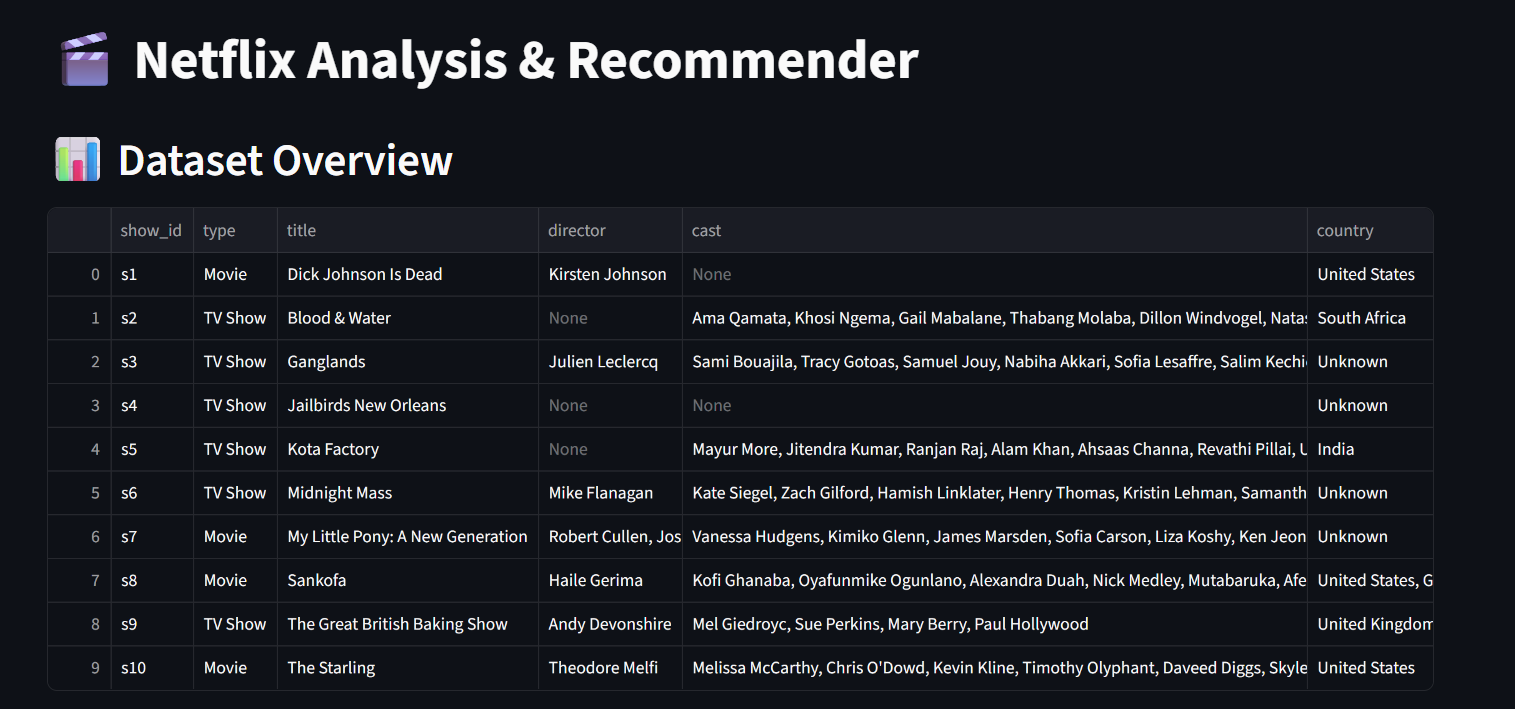 Netflix Analysis & Recommender
Dataset Overview
show_id type title director cast country
0 s1 Movie Dick Johnson Is Dead Kirsten Johnson None United States
1 s2 TV Show Blood & Water None Ama Qamata, Khosi Ngema, Gail Mabalane, Thabang Molaba, Dillon Windvogel, Natas South Africa
2 s3 TV Show Ganglands Julien Leclercq Sami Bouajila, Tracy Gotoas, Samuel Jouy, Nabiha Akkari, Sofia Lesaffre, Salim Kechi Unknown
3 s4 TV Show Jailbirds New Orleans None None Unknown
4 s5 TV Show Kota Factory None Mayur More, Jitendra Kumar, Ranjan Raj, Alam Khan, Ahsaas Channa, Revathi Pillai, U India
5 s6 TV Show Midnight Mass Mike Flanagan Kate Siegel, Zach Gilford, Hamish Linklater, Henry Thomas, Kristin Lehman, Samanth Unknown
6 s7 Movie My Little Pony: A New Generation Robert Cullen, Jos Vanessa Hudgens, Kimiko Glenn, James Marsden, Sofia Carson, Liza Koshy, Ken Jeon Unknown
7 s8 Movie Sankofa Haile Gerima Kofi Ghanaba, Oyafunmike Ogunlano, Alexandra Duah, Nick Medley, Mutabaruka, Afe United States, G
8 s9 TV Show The Great British Baking Show Andy Devonshire Mel Giedroyc, Sue Perkins, Mary Berry, Paul Hollywood United Kingdom
9 s10 Movie The Starling Theodore Melfi Melissa McCarthy, Chris O'Dowd, Kevin Kline, Timothy Olyphant, Daveed Diggs, Skyle United States